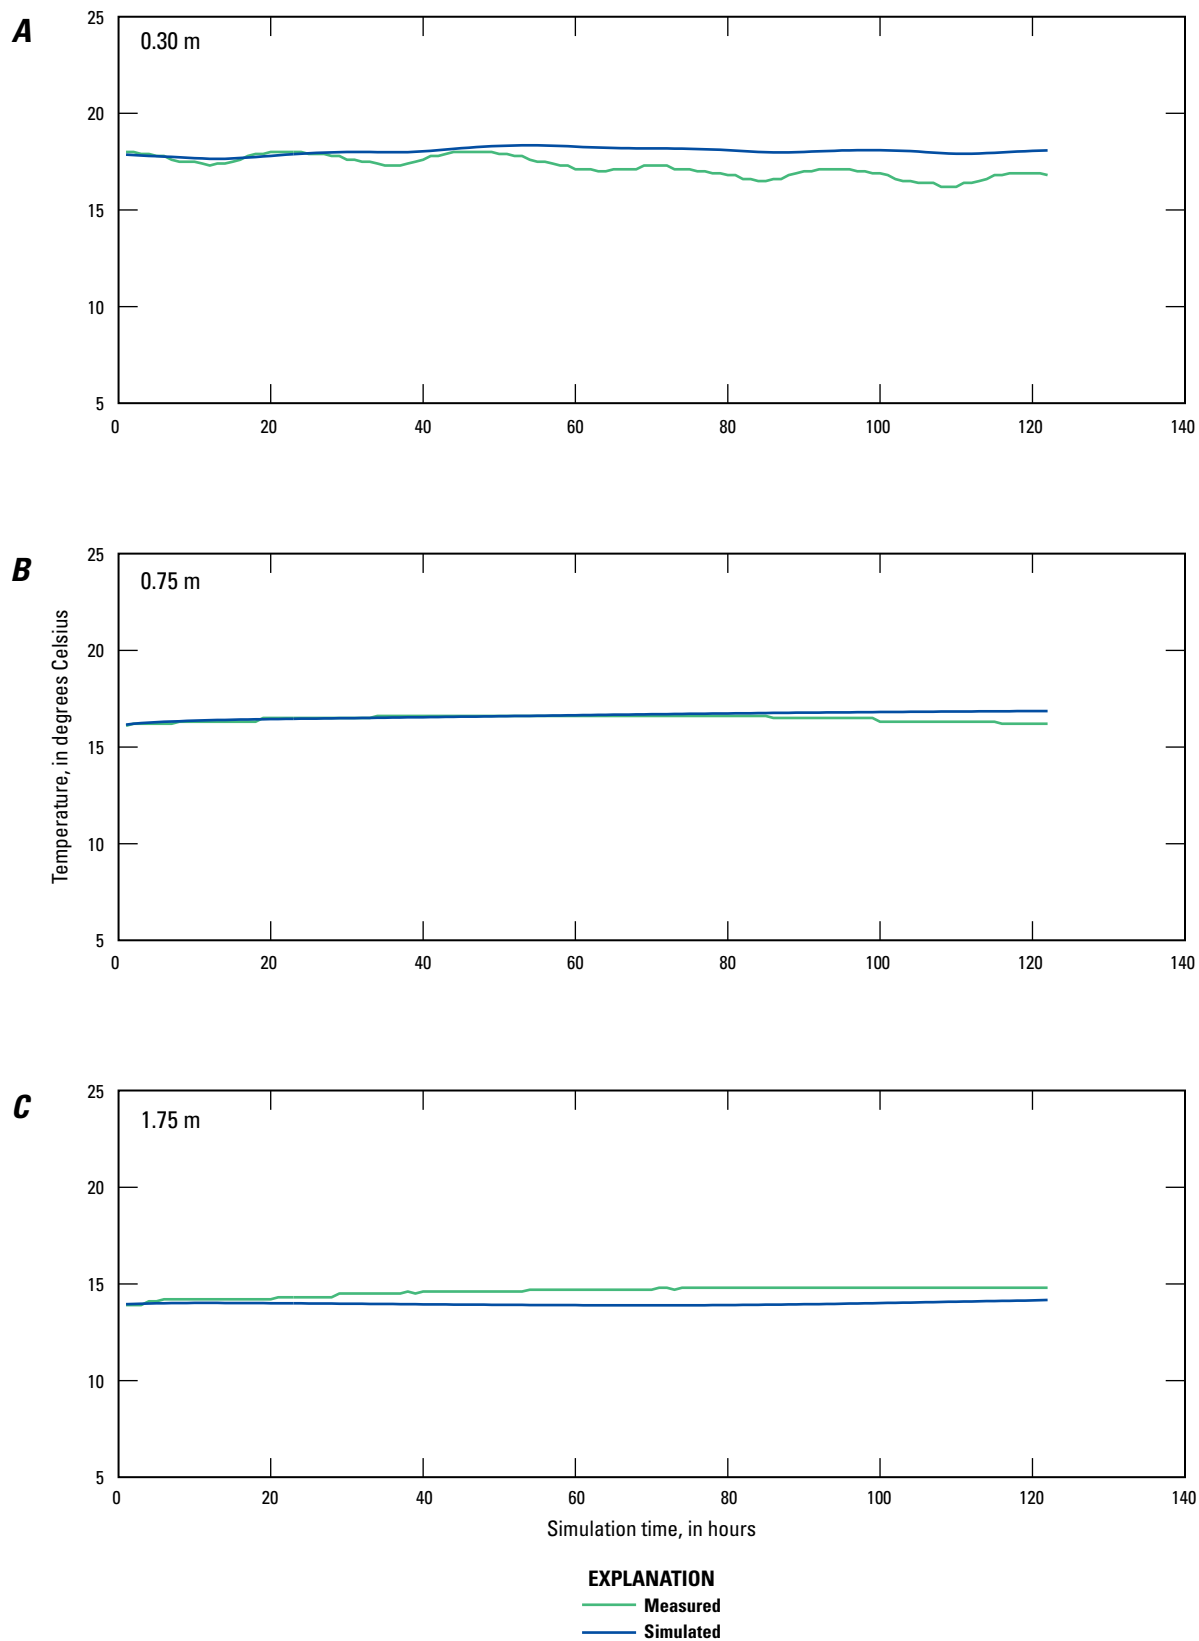 A
0.30 m
25
20
15
10
5
0 20 40 60 80 100 120 140
B
0.75 m
25
20
15
10
5
0 20 40 60 80 100 120 140
Temperature, in degrees Celsius
C
1.75 m
25
20
15
10
5
0 20 40 60 80 100 120 140
Simulation time, in hours
EXPLANATION
Measured
Simulated